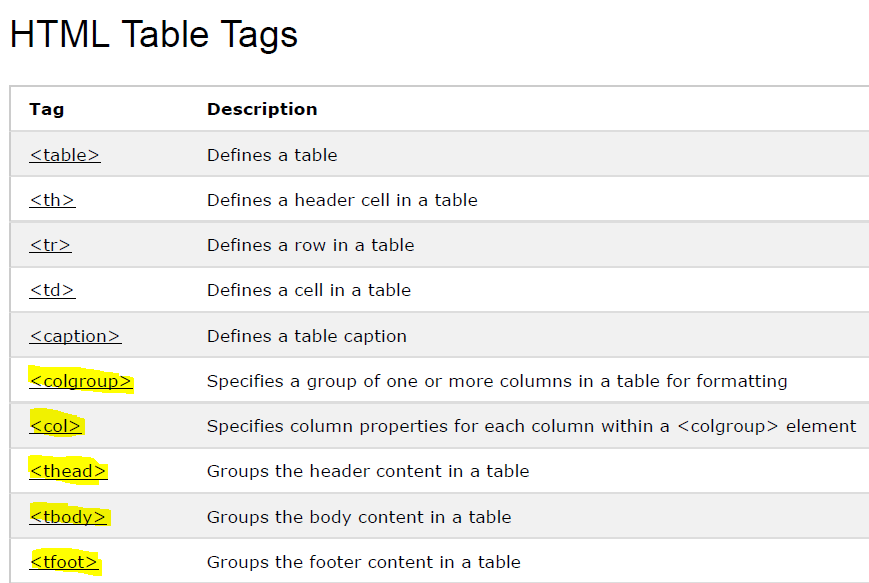 HTML Table Tags
Tag Description
<table> Defines a table
<th> Defines a header cell in a table
<tr> Defines a row in a table
<td> Defines a cell in a table
<caption> Defines a table caption
<colgroup> Specifies a group of one or more columns in a table for formatting
<col> Specifies column properties for each column within a <colgroup> element
<thead> Groups the header content in a table
<tbody> Groups the body content in a table
<tfoot> Groups the footer content in a table